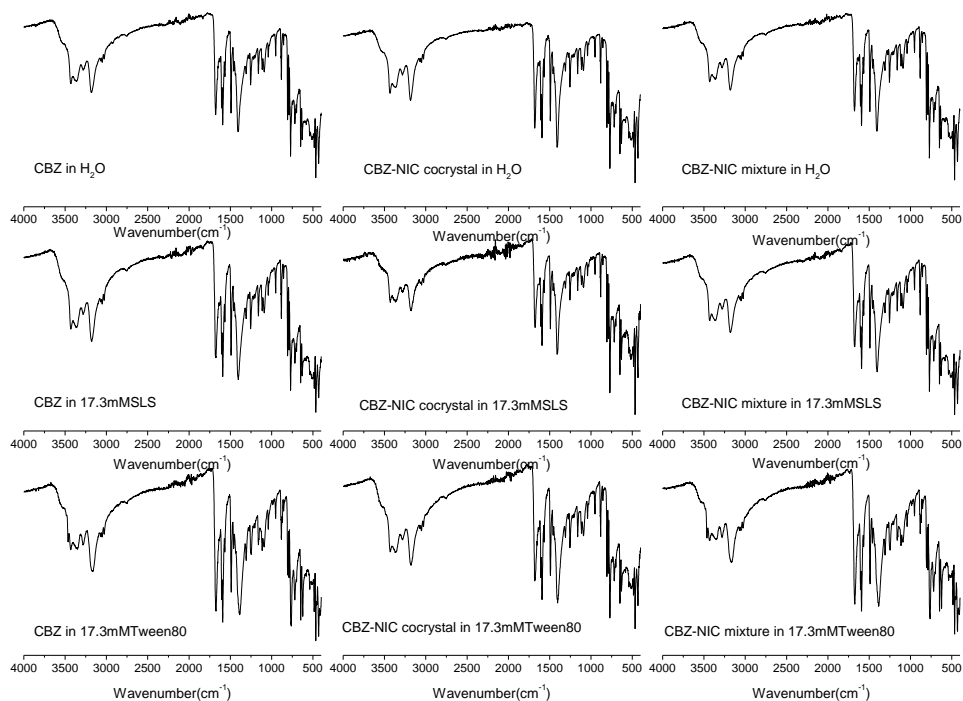 CBZ in H₂O
CBZ-NIC cocrystal in H₂O
CBZ-NIC mixture in H₂O
4000 3500 3000 2500 2000 1500 1000 500
4000 3500 3000 2500 2000 1500 1000 500
4000 3500 3000 2500 2000 1500 1000 500
Wavenumber(cm⁻¹)
Wavenumber(cm⁻¹)
Wavenumber(cm⁻¹)
CBZ in 17.3mMSLS
CBZ-NIC cocrystal in 17.3mMSLS
CBZ-NIC mixture in 17.3mMSLS
4000 3500 3000 2500 2000 1500 1000 500
4000 3500 3000 2500 2000 1500 1000 500
4000 3500 3000 2500 2000 1500 1000 500
Wavenumber(cm⁻¹)
Wavenumber(cm⁻¹)
Wavenumber(cm⁻¹)
CBZ in 17.3mMTween80
CBZ-NIC cocrystal in 17.3mMTween80
CBZ-NIC mixture in 17.3mMTween80
4000 3500 3000 2500 2000 1500 1000 500
4000 3500 3000 2500 2000 1500 1000 500
4000 3500 3000 2500 2000 1500 1000 500
Wavenumber(cm⁻¹)
Wavenumber(cm⁻¹)
Wavenumber(cm⁻¹)